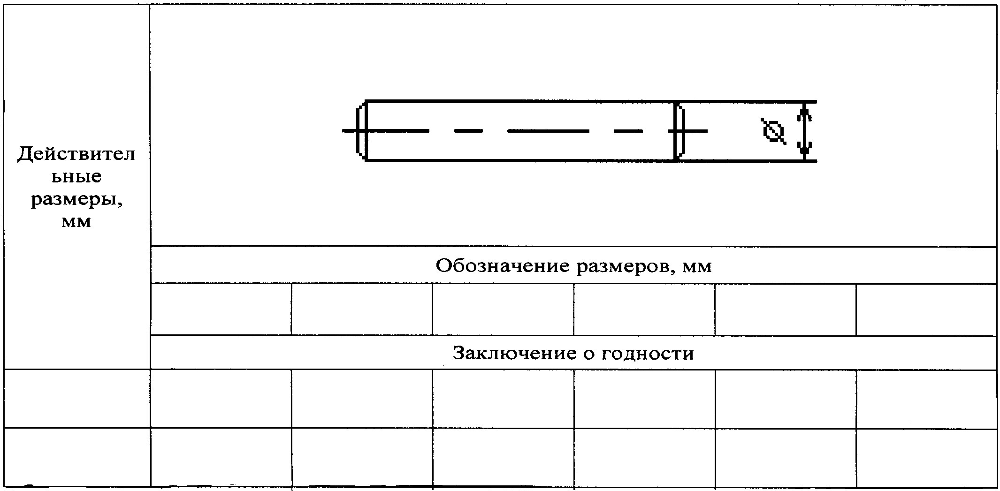 Действител
ьные
размеры,
мм
Ø
Обозначение размеров, мм
Заключение о годности